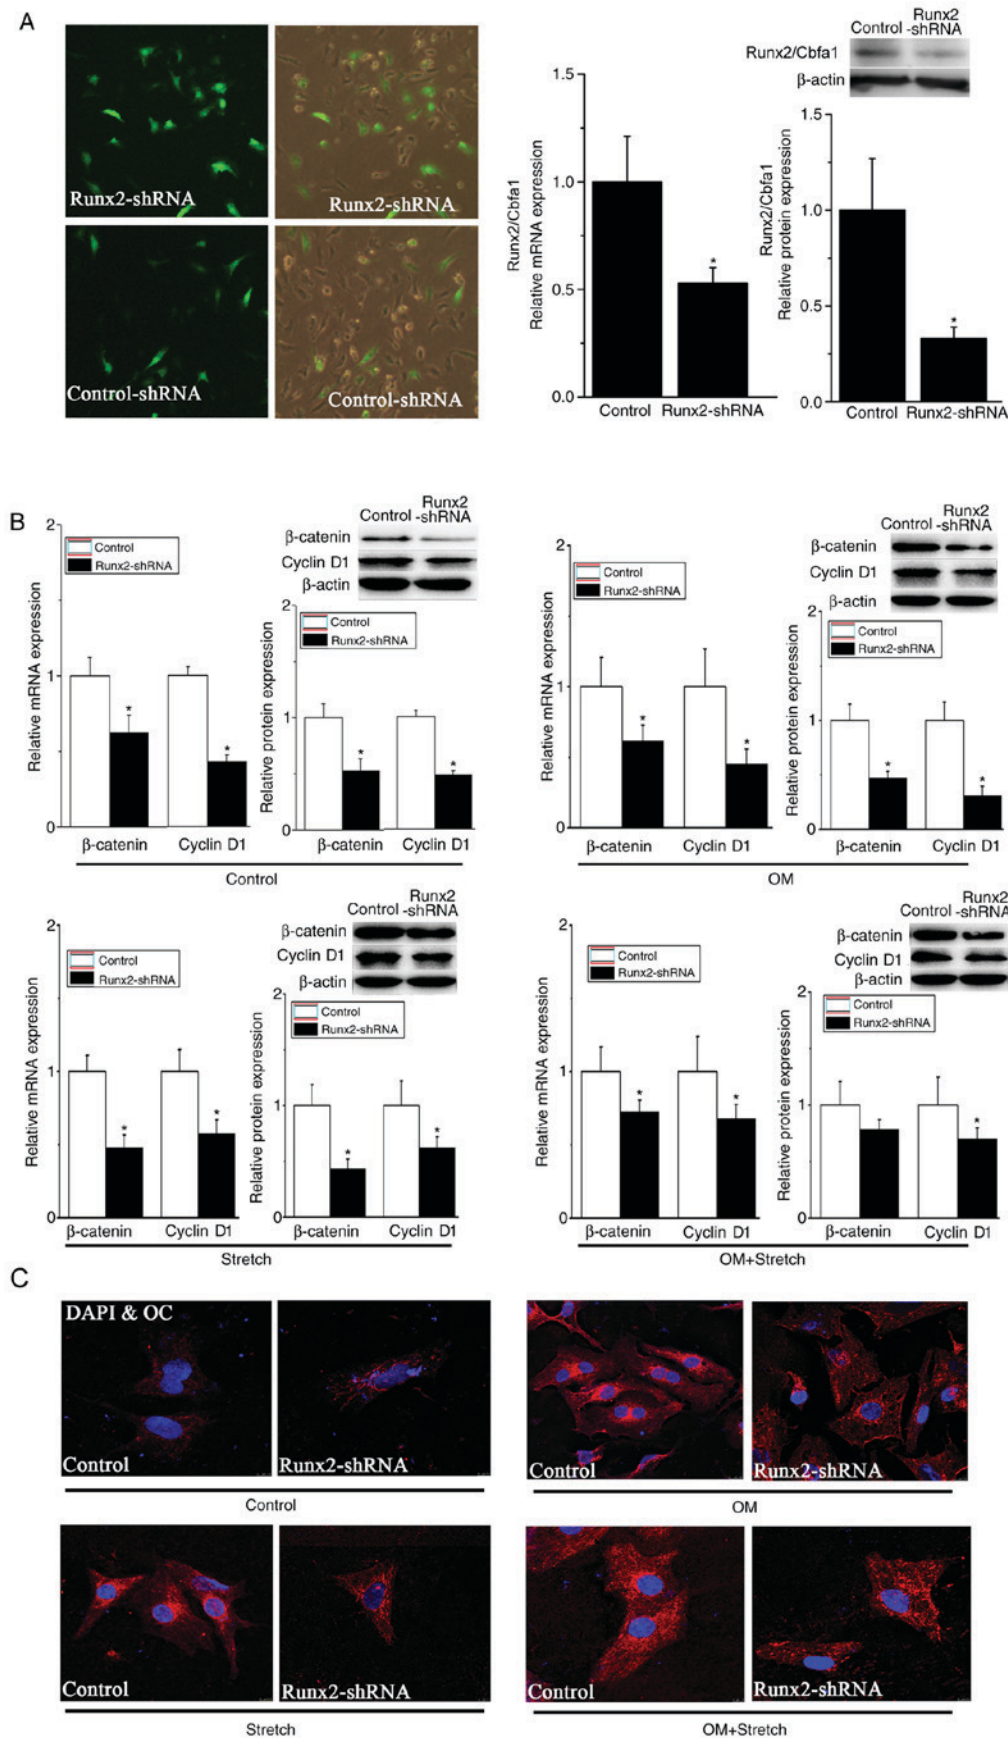 A
Runx2-shRNA
Runx2-shRNA
Control-shRNA
Control-shRNA
Runx2/Cbfa1
Relative mRNA expression
1.5
1.0
0.5
0.0
*
Control
Runx2-shRNA
Control
Runx2
-shRNA
Runx2/Cbfa1
β-actin
Runx2/Cbfa1
Relative protein expression
1.5
1.0
0.5
0.0
*
Control
Runx2-shRNA
B
Relative mRNA expression
2
1
0
Control
Runx2-shRNA
*
*
β-catenin
Cyclin D1
Control
Runx2
-shRNA
β-catenin
Cyclin D1
β-actin
Relative protein expression
2
1
0
Control
Runx2-shRNA
*
*
β-catenin
Cyclin D1
Control
Relative mRNA expression
2
1
0
Control
Runx2-shRNA
*
*
β-catenin
Cyclin D1
Control
Runx2
-shRNA
β-catenin
Cyclin D1
β-actin
Relative protein expression
2
1
0
Control
Runx2-shRNA
*
*
β-catenin
Cyclin D1
OM
Relative mRNA expression
2
1
0
Control
Runx2-shRNA
*
*
β-catenin
Cyclin D1
Control
Runx2
-shRNA
β-catenin
Cyclin D1
β-actin
Relative protein expression
2
1
0
Control
Runx2-shRNA
*
*
β-catenin
Cyclin D1
Stretch
Relative mRNA expression
2
1
0
Control
Runx2-shRNA
*
*
β-catenin
Cyclin D1
Control
Runx2
-shRNA
β-catenin
Cyclin D1
β-actin
Relative protein expression
2
1
0
Control
Runx2-shRNA
*
β-catenin
Cyclin D1
OM+Stretch
C
DAPI & OC
Control
Runx2-shRNA
Control
Control
Runx2-shRNA
OM
Control
Runx2-shRNA
Stretch
Control
Runx2-shRNA
OM+Stretch